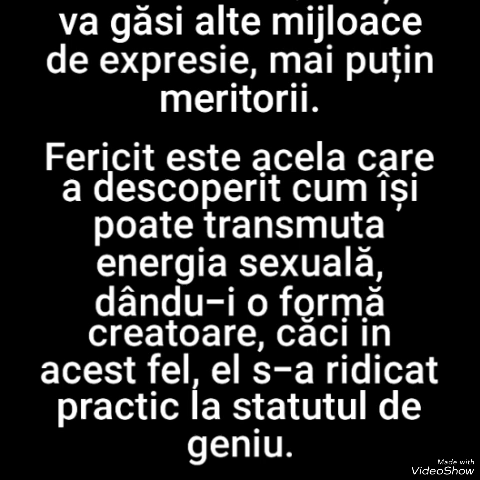 va găsi alte mijloace
de expresie, mai puțin
meritorii.
Fericit este acela care
a descoperit cum își
poate transmuta
energia sexuală,
dându-i o formă
creatoare, căci in
acest fel, el s-a ridicat
practic la statutul de
geniu.
Made with
VideoShow